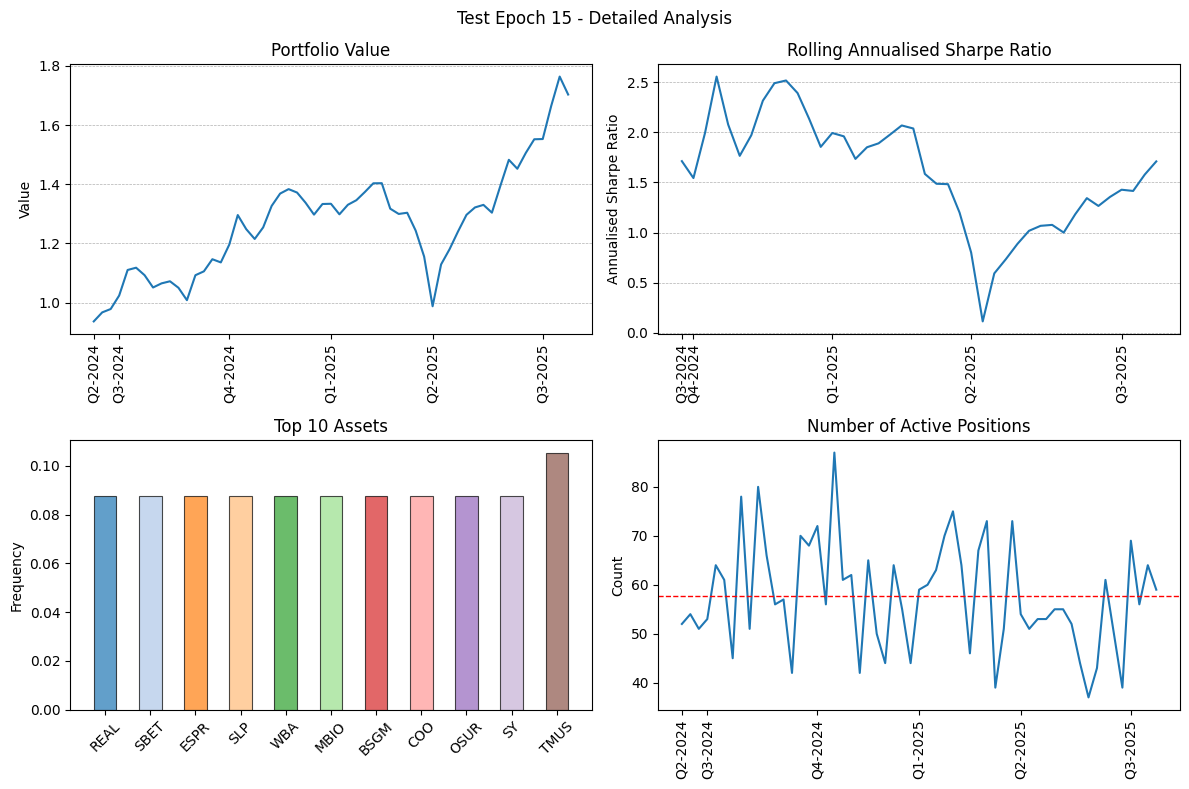 Test Epoch 15 - Detailed Analysis
Portfolio Value
Value
1.8
1.6
1.4
1.2
1.0
Q2-2024
Q3-2024
Q4-2024
Q1-2025
Q2-2025
Q3-2025
Rolling Annualised Sharpe Ratio
Annualised Sharpe Ratio
2.5
2.0
1.5
1.0
0.5
0.0
Q3-2024
Q4-2024
Q1-2025
Q2-2025
Q3-2025
Top 10 Assets
Frequency
0.10
0.08
0.06
0.04
0.02
0.00
REAL
SBET
ESPR
SLP
WBA
MBIO
BSGM
COO
OSUR
SY
TMUS
Number of Active Positions
Count
80
70
60
50
40
Q2-2024
Q3-2024
Q4-2024
Q1-2025
Q2-2025
Q3-2025